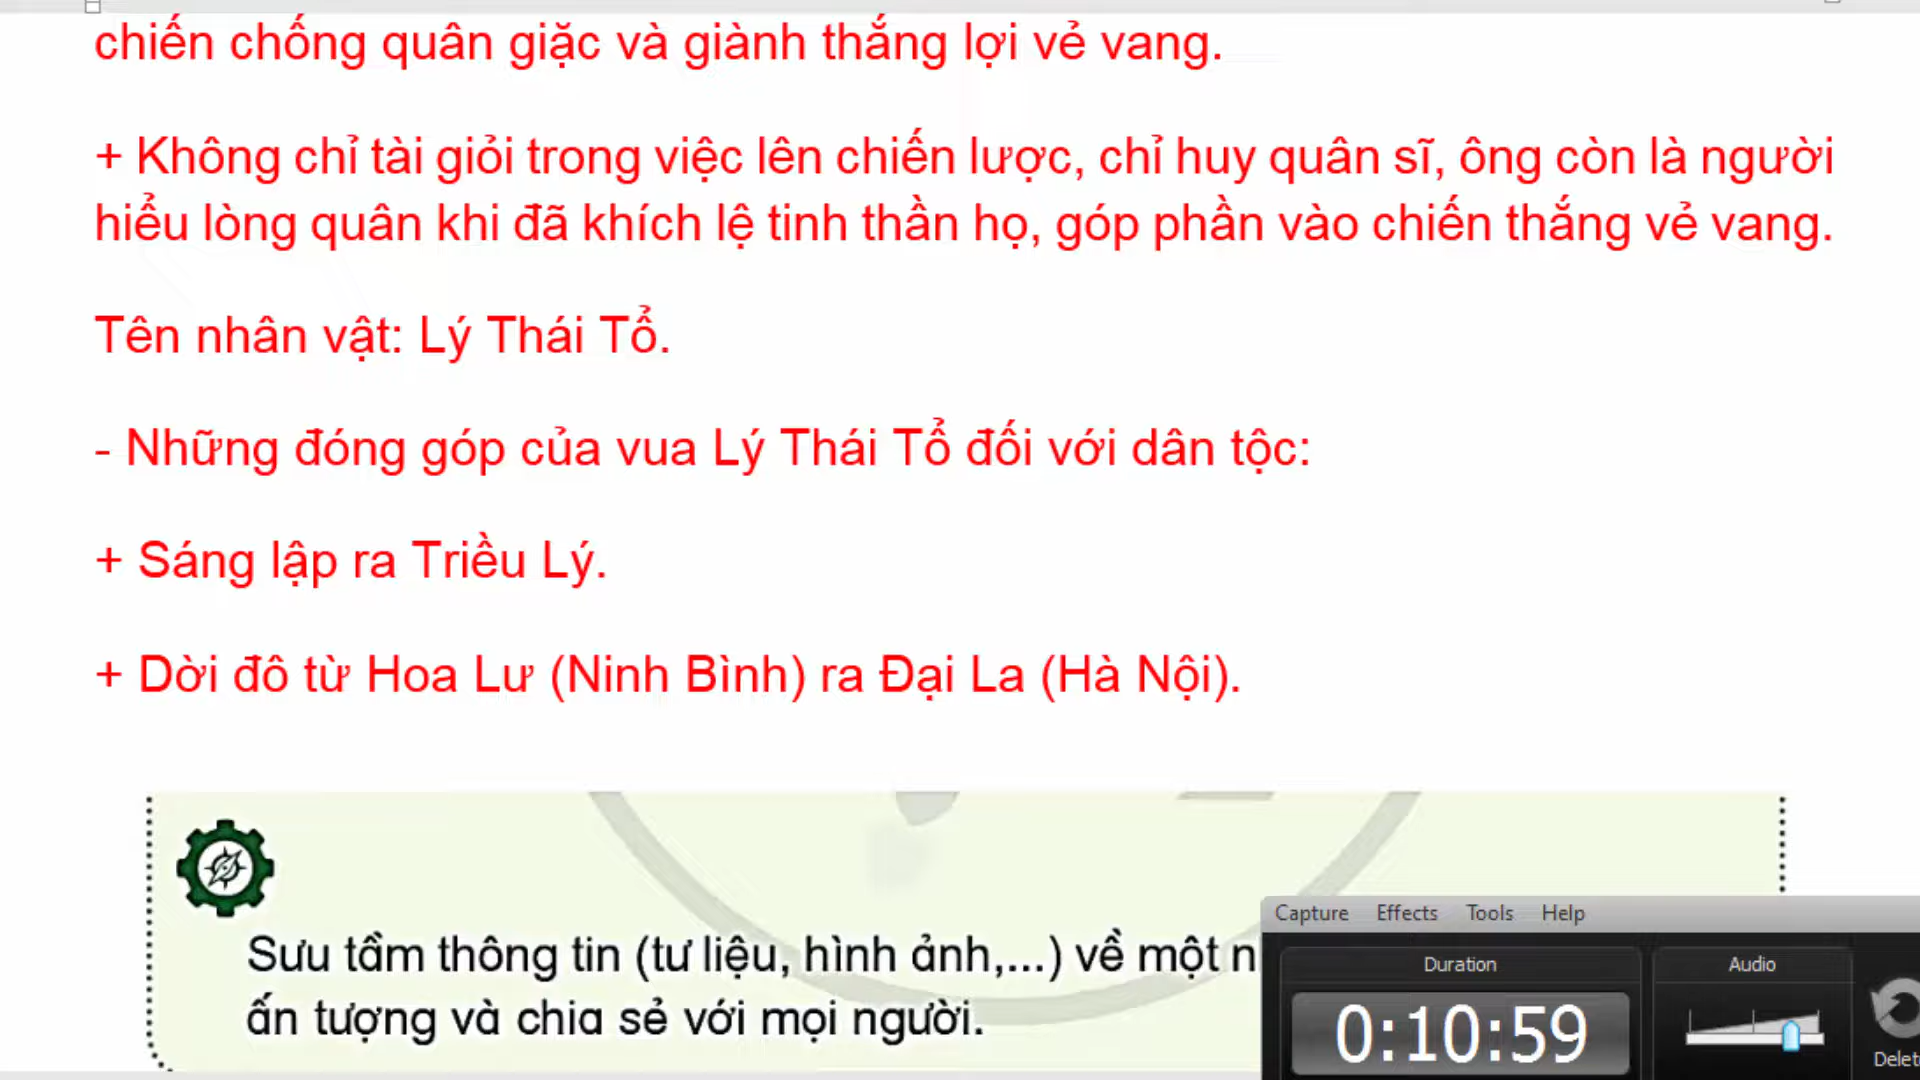 chiến chống quân giặc và giành thắng lợi vẻ vang.
+ Không chỉ tài giỏi trong việc lên chiến lược, chỉ huy quân sĩ, ông còn là người
hiểu lòng quân khi đã khích lệ tinh thần họ, góp phần vào chiến thắng vẻ vang.
Tên nhân vật: Lý Thái Tổ.
- Những đóng góp của vua Lý Thái Tổ đối với dân tộc:
+ Sáng lập ra Triều Lý.
+ Dời đô từ Hoa Lư (Ninh Bình) ra Đại La (Hà Nội).
Sưu tầm thông tin (tư liệu, hình ảnh,...) về một
ấn tượng và chia sẻ với mọi người.
Capture Effects Tools Help
Duration Audio
0:10:59